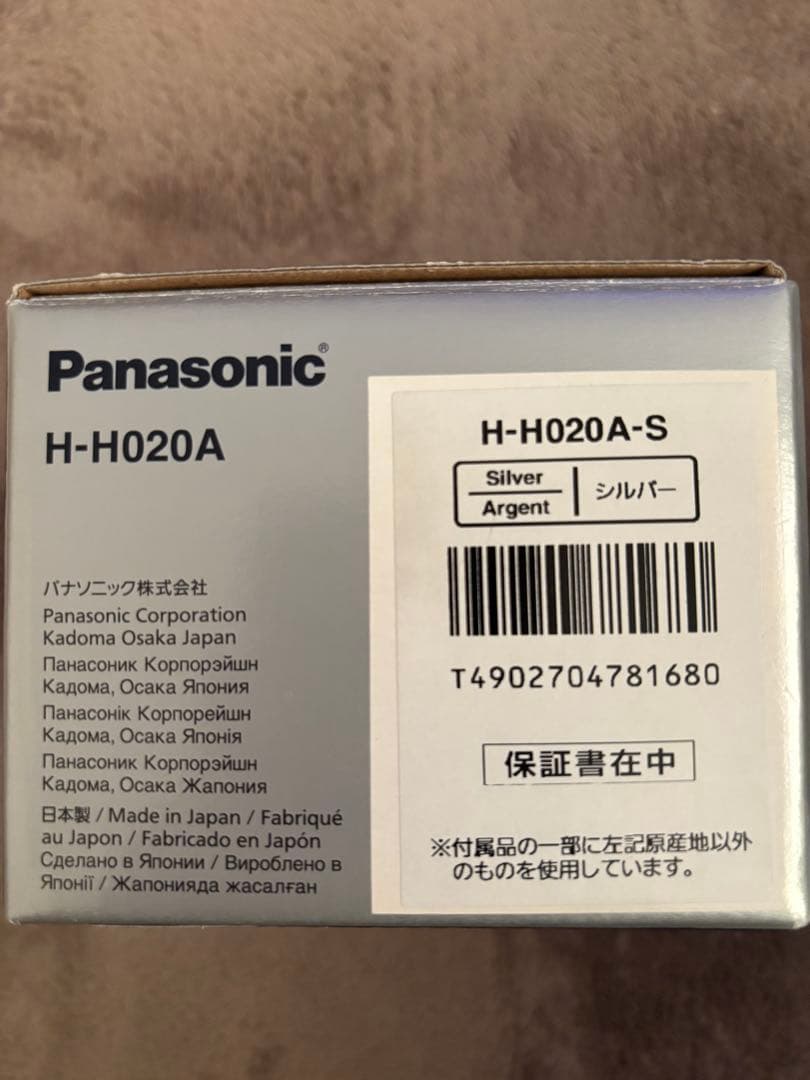 Panasonic®
H-H020A
パナソニック株式会社
Panasonic Corporation
Kadoma Osaka Japan
Панасоник Корпорэйшн
Кадома, Осака Япония
Панасонік Корпорейшн
Кадома, Осака Японія
Панасоник Корпорэйшн
Кадома, Осака Жапония
日本製 / Made in Japan / Fabriqué
au Japon / Fabricado en Japón
Сделано в Японии / Вироблено в
Японії / Жапонияда жасалған
H-H020A-S
Silver
Argent
シルバー
T4902704781680
保証書在中
※付属品の一部に左記原産地以外
のものを使用しています。